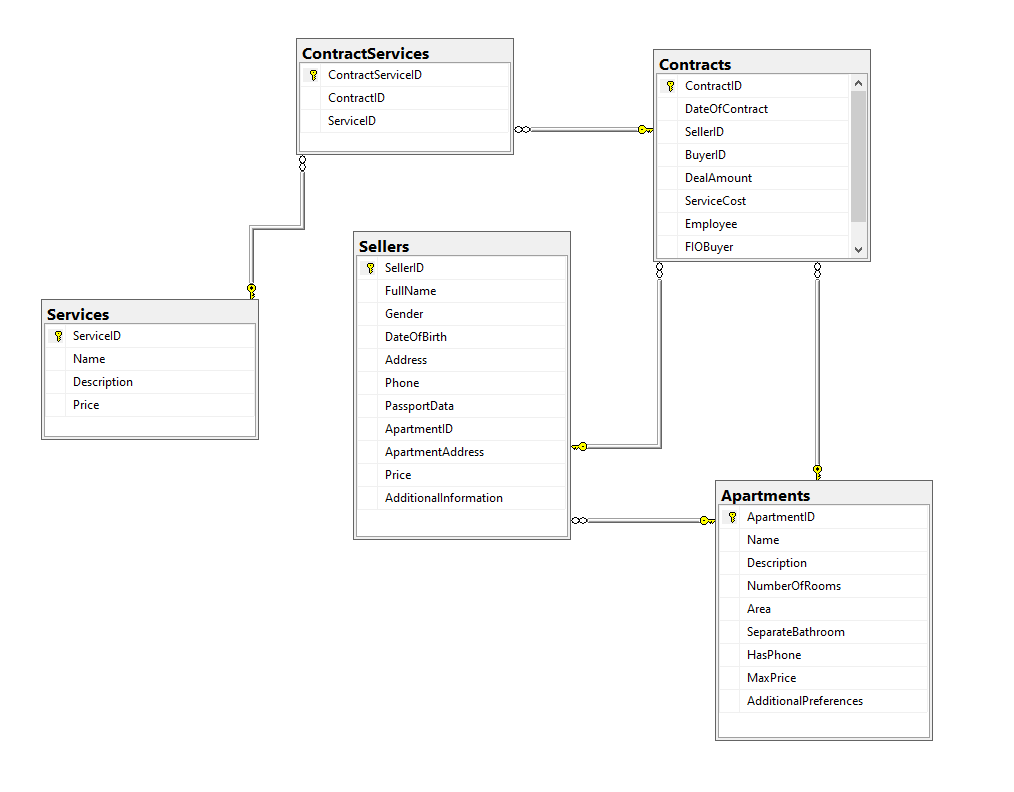 ContractServices
ContractServiceID
ContractID
ServiceID
Contracts
ContractID
DateOfContract
SellerID
BuyerID
DealAmount
ServiceCost
Employee
FIOBuyer
Sellers
SellerID
FullName
Gender
DateOfBirth
Address
Phone
PassportData
ApartmentID
ApartmentAddress
Price
AdditionalInformation
Services
ServiceID
Name
Description
Price
Apartments
ApartmentID
Name
Description
NumberOfRooms
Area
SeparateBathroom
HasPhone
MaxPrice
AdditionalPreferences